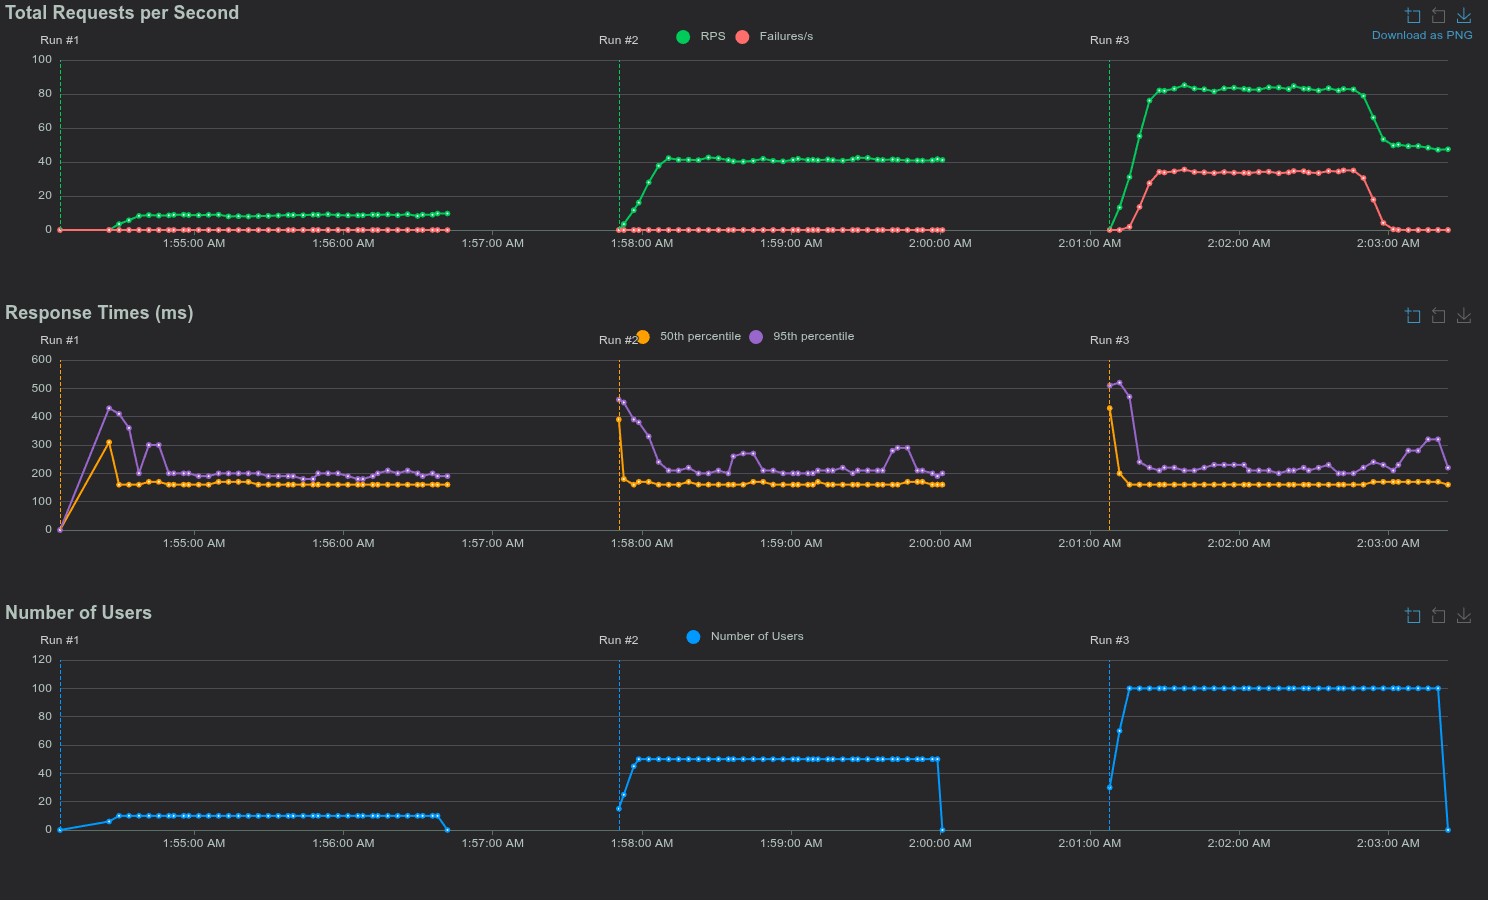 Total Requests per Second
Download as PNG
RPS Failures/s
Run #1 Run #2 Run #3
100
80
60
40
20
0
1:55:00 AM 1:56:00 AM 1:57:00 AM 1:58:00 AM 1:59:00 AM 2:00:00 AM 2:01:00 AM 2:02:00 AM 2:03:00 AM
Response Times (ms)
50th percentile 95th percentile
Run #1 Run #2 Run #3
600
500
400
300
200
100
0
1:55:00 AM 1:56:00 AM 1:57:00 AM 1:58:00 AM 1:59:00 AM 2:00:00 AM 2:01:00 AM 2:02:00 AM 2:03:00 AM
Number of Users
Number of Users
Run #1 Run #2 Run #3
120
100
80
60
40
20
0
1:55:00 AM 1:56:00 AM 1:57:00 AM 1:58:00 AM 1:59:00 AM 2:00:00 AM 2:01:00 AM 2:02:00 AM 2:03:00 AM